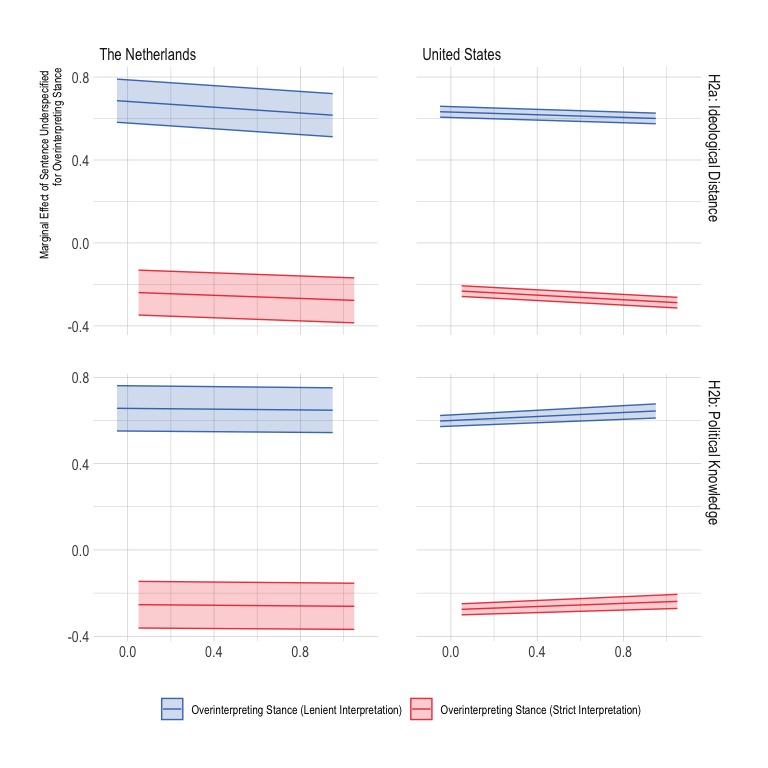 The Netherlands
United States
Marginal Effect of Sentence Underspecified
for Overinterpreting Stance
0.8
0.4
0.0
-0.4
H2a: Ideological Distance
0.8
0.4
0.0
-0.4
H2b: Political Knowledge
0.0 0.4 0.8
0.0 0.4 0.8
Overinterpreting Stance (Lenient Interpretation)
Overinterpreting Stance (Strict Interpretation)